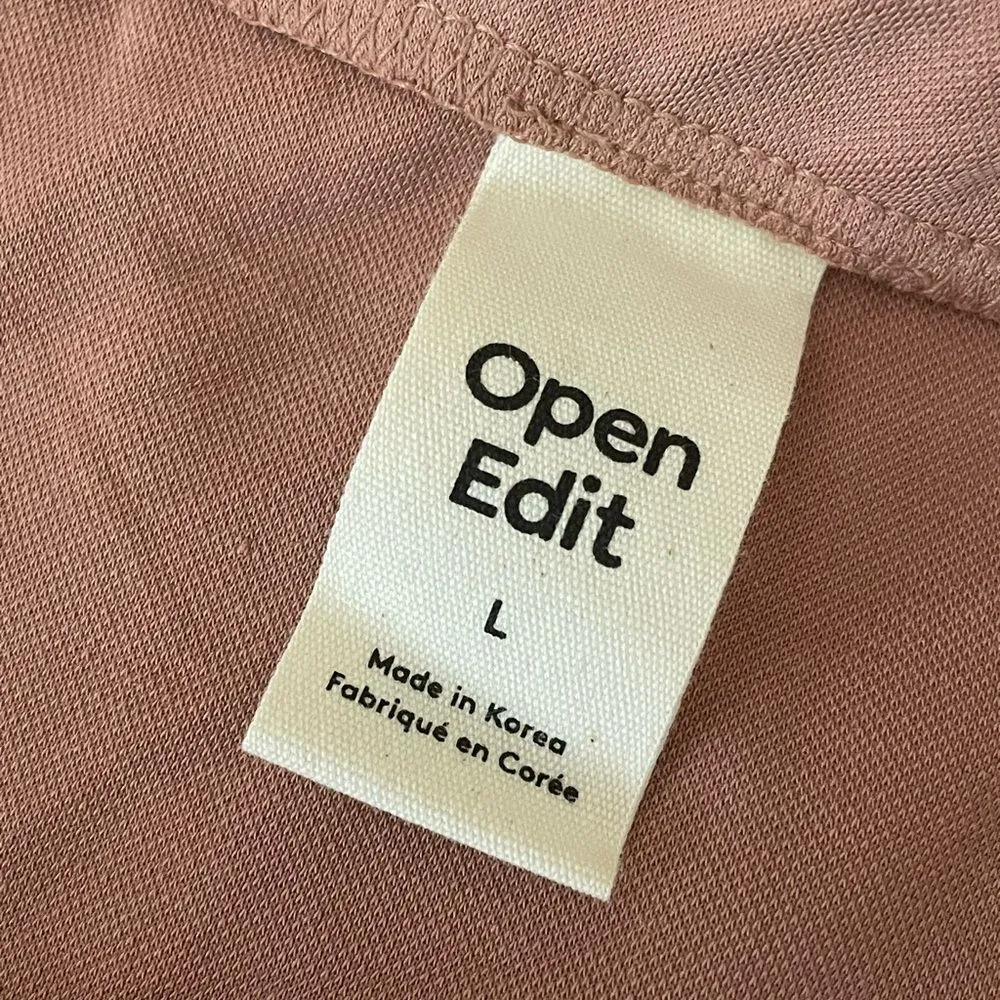 Open
Edit
L
Made in Korea
Fabriqué en Corée